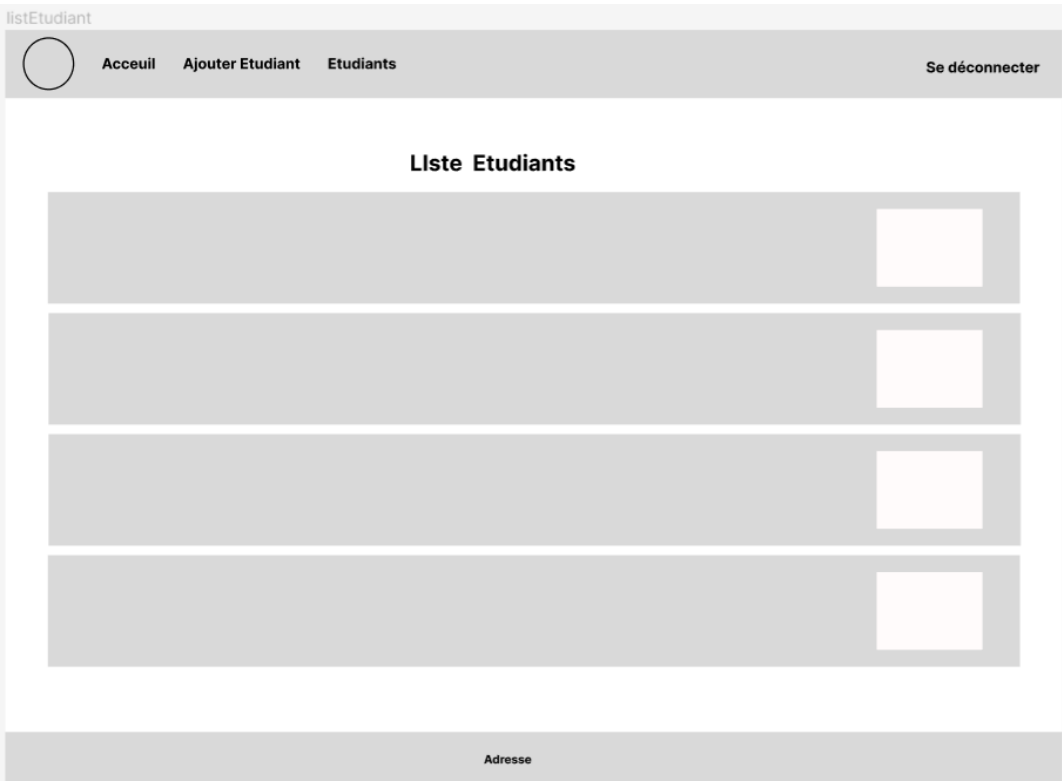 listEtudiant
Acceuil Ajouter Etudiant Etudiants Se déconnecter
LIste Etudiants
Adresse